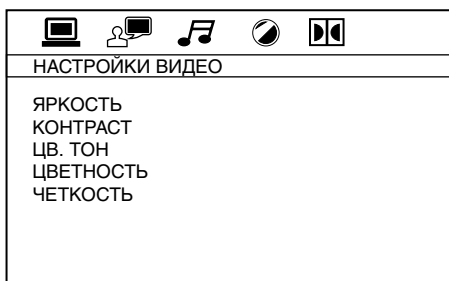 НАСТРОЙКИ ВИДЕО
ЯРКОСТЬ
КОНТРАСТ
ЦВ. ТОН
ЦВЕТНОСТЬ
ЧЕТКОСТЬ